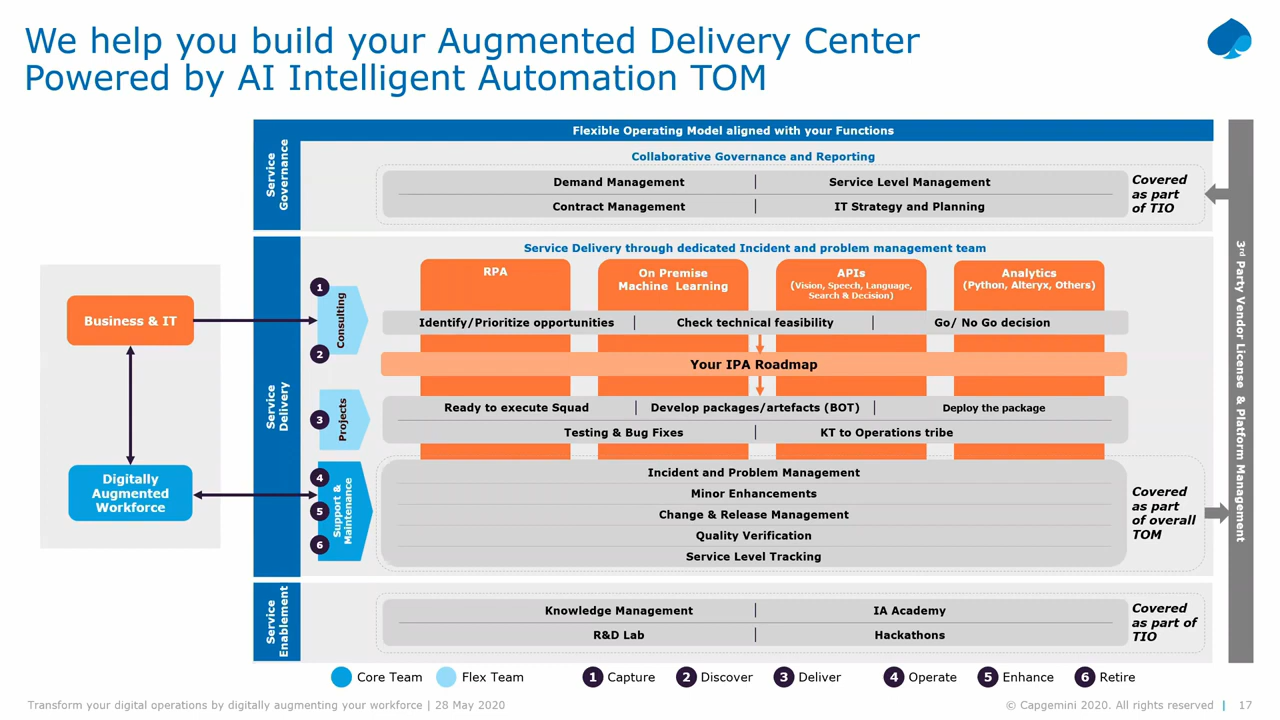 We help you build your Augmented Delivery Center
Powered by AI Intelligent Automation TOM
Flexible Operating Model aligned with your Functions
Service
Governance
Collaborative Governance and Reporting
Demand Management | Service Level Management
Contract Management | IT Strategy and Planning
Covered
as part
of TIO
3rd Party Vendor License & Platform Management
Service
Delivery
Service Delivery through dedicated Incident and problem management team
RPA
On Premise
Machine Learning
APIs
(Vision, Speech, Language,
Search & Decision)
Analytics
(Python, Alteryx, Others)
Business & IT
Digitally
Augmented
Workforce
1
Consulting
2
Identify/Prioritize opportunities | Check technical feasibility | Go/ No Go decision
Your IPA Roadmap
3
Projects
Ready to execute Squad | Develop packages/artefacts (BOT) | Deploy the package
Testing & Bug Fixes | KT to Operations tribe
4
5
6
Support &
Maintenance
Incident and Problem Management
Minor Enhancements
Change & Release Management
Quality Verification
Service Level Tracking
Covered
as part
of overall
TOM
Service
Enablement
Knowledge Management | IA Academy
R&D Lab | Hackathons
Covered
as part of
TIO
Core Team Flex Team 1 Capture 2 Discover 3 Deliver 4 Operate 5 Enhance 6 Retire
Transform your digital operations by digitally augmenting your workforce | 28 May 2020
© Capgemini 2020. All rights reserved | 17